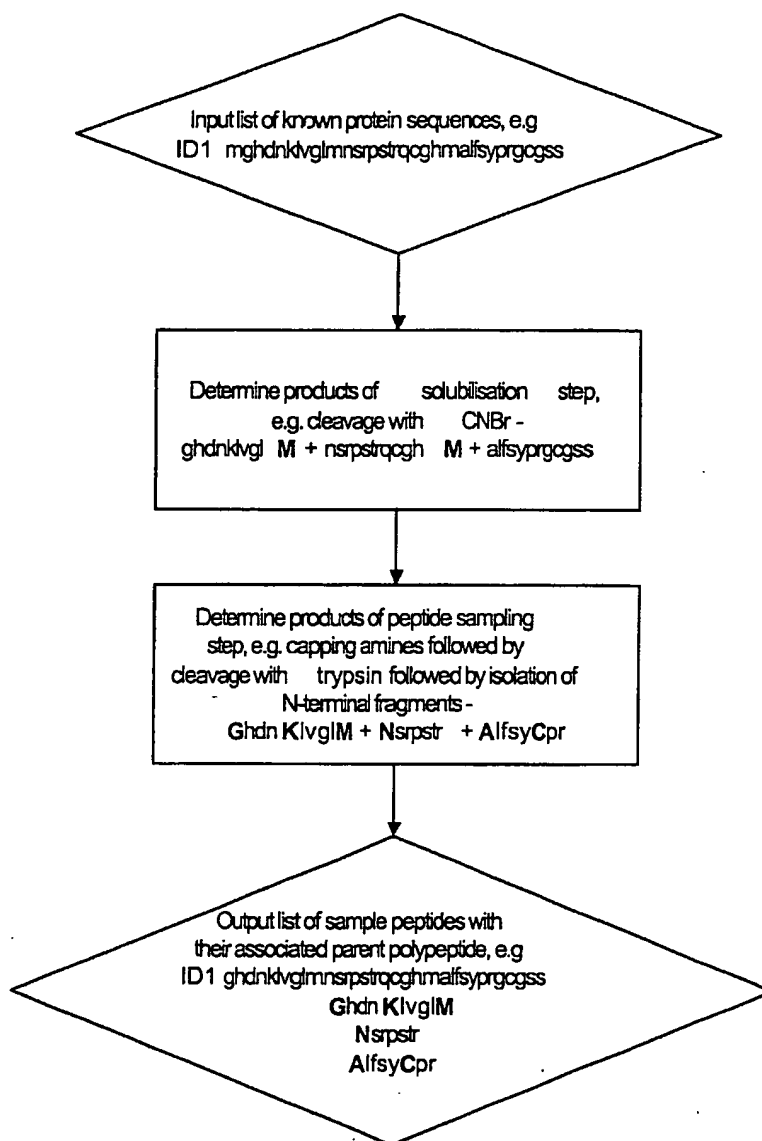 Input list of known protein sequences, e.g
ID1 mghdnklvglmnsrpstrqcghmalfsyprgcgss
Determine products of solubilisation step,
e.g. cleavage with CNBr -
ghdnklvgl M + nsrpstrqcgh M + alfsyprgcgss
Determine products of peptide sampling
step, e.g. capping amines followed by
cleavage with trypsin followed by isolation of
N-terminal fragments -
Ghdn KlvglM + Nsrpstr + AlfsyCpr
Output list of sample peptides with
their associated parent polypeptide, e.g
ID1 ghdnklvglmnsrpstrqcghmalfsyprgcgss
Ghdn KlvglM
Nsrpstr
AlfsyCpr